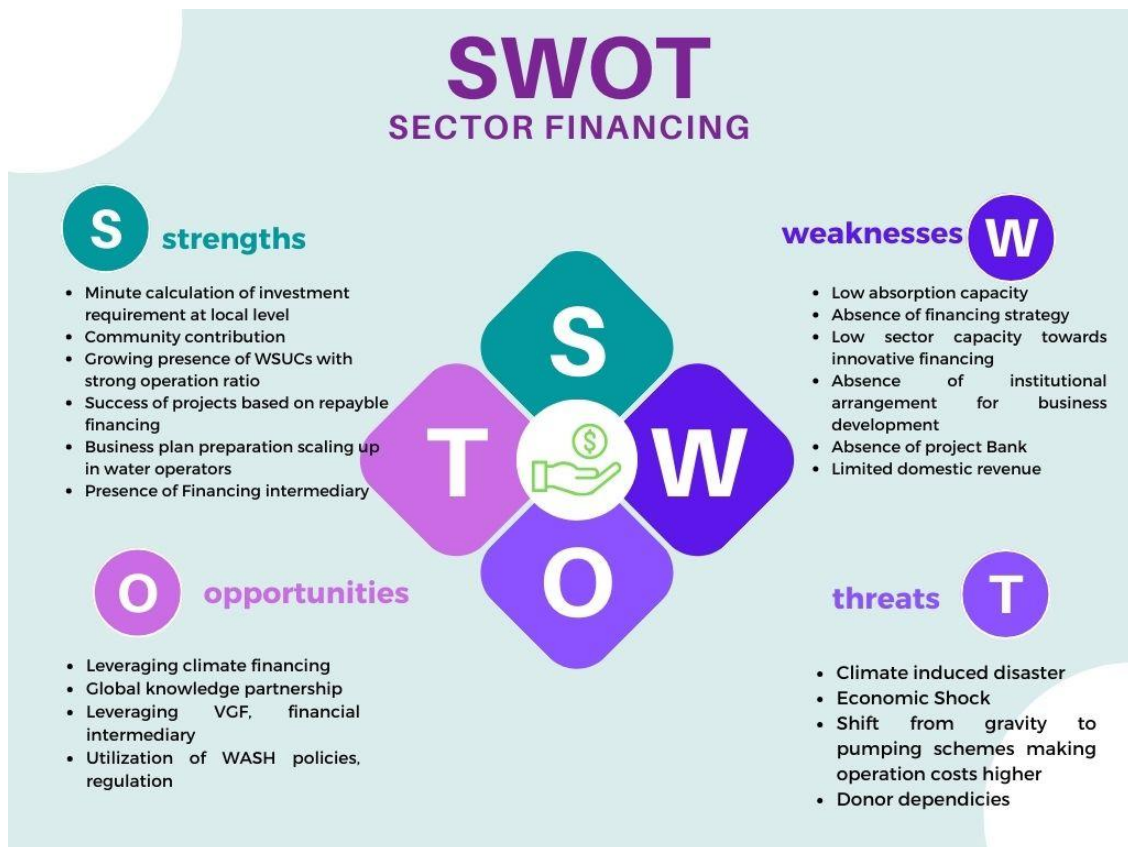 SWOT
SECTOR FINANCING
S
strengths
• Minute calculation of investment
requirement at local level
• Community contribution
• Growing presence of WSUCs with
strong operation ratio
• Success of projects based on repayble
financing
• Business plan preparation scaling up
in water operators
• Presence of Financing intermediary
weaknesses
W
• Low absorption capacity
• Absence of financing strategy
• Low sector capacity towards
innovative financing
• Absence of institutional
arrangement for business
development
• Absence of project Bank
• Limited domestic revenue
S
T
W
O
$
O
opportunities
• Leveraging climate financing
• Global knowledge partnership
• Leveraging VGF, financial
intermediary
• Utilization of WASH policies,
regulation
threats
T
• Climate induced disaster
• Economic Shock
• Shift from gravity to
pumping schemes making
operation costs higher
• Donor dependicies